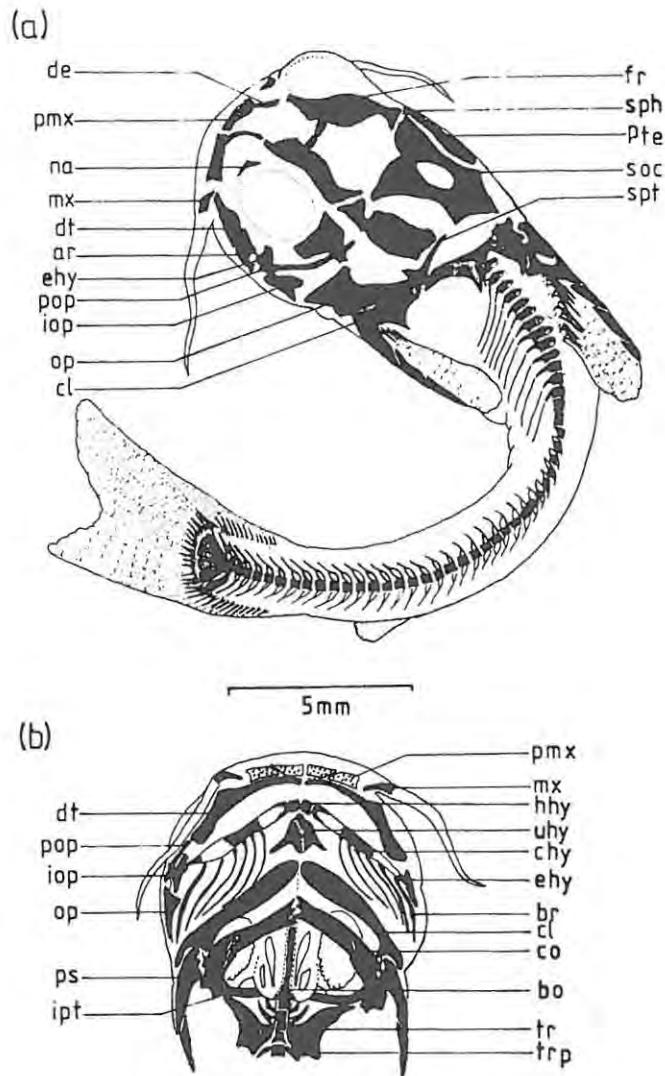 (a)
de
pmx
na
mx
dt
ar
ehy
pop
iop
op
cl
fr
sph
pte
soc
spt
5mm
(b)
dt
pop
iop
op
ps
ipt
pmx
mx
hhy
uhy
chy
ehy
br
cl
co
bo
tr
trp